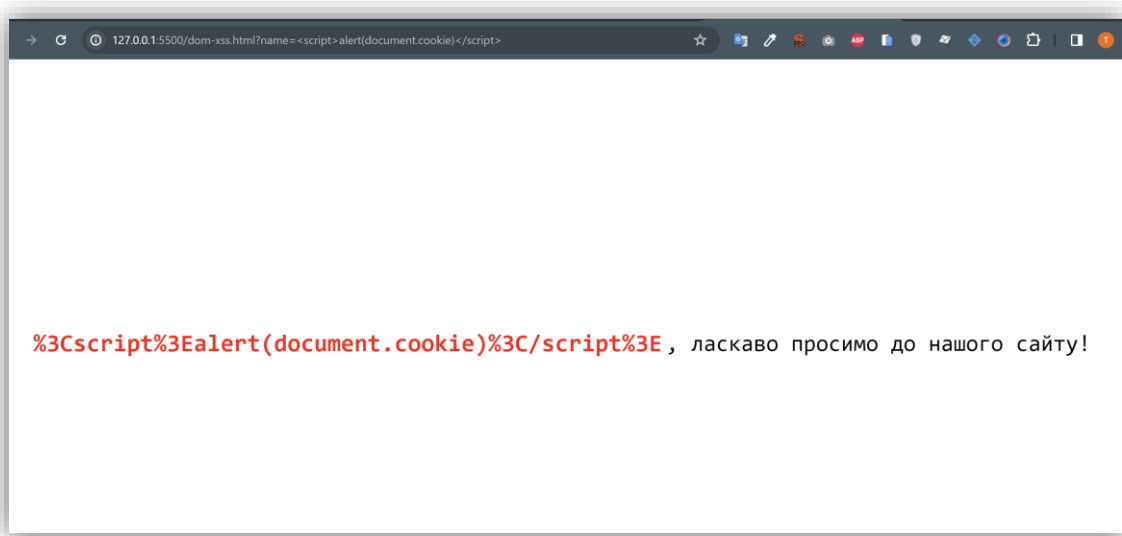 127.0.0.1:5500/dom-xss.html?name=<script>alert(document.cookie)</script>
%3Cscript%3Ealert(document.cookie)%3C/script%3E , ласкаво просимо до нашого сайту!